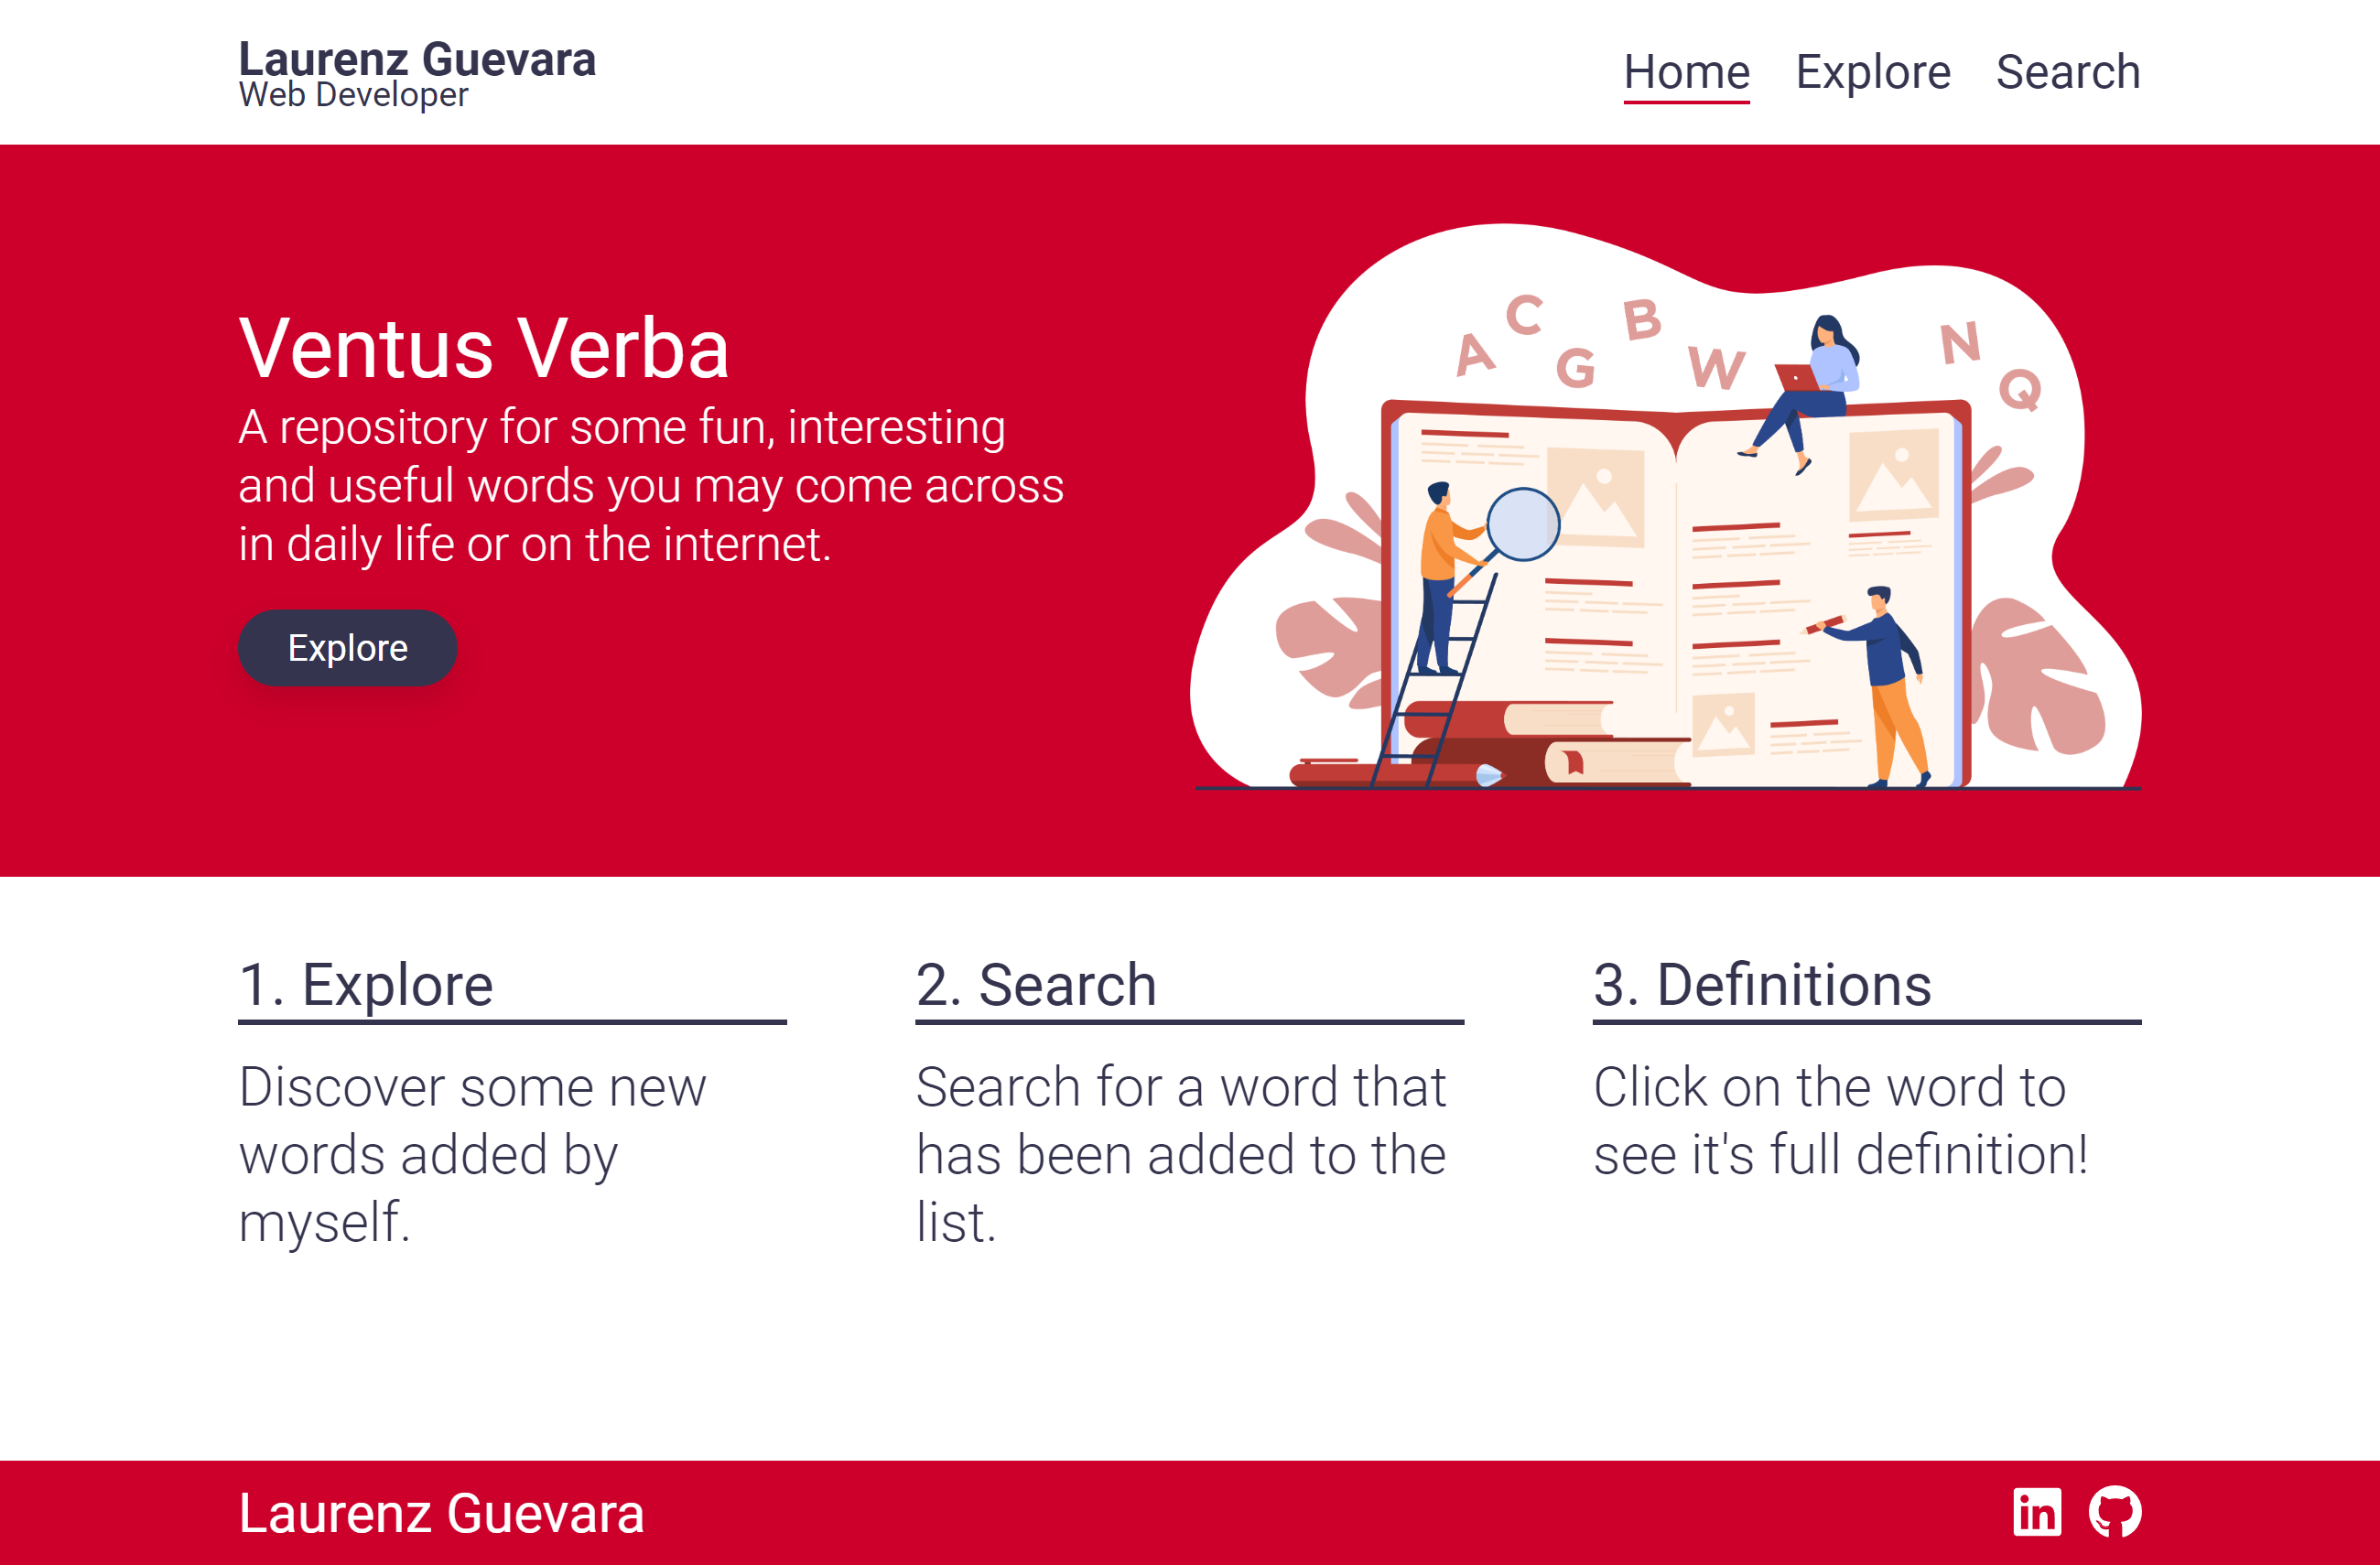 Laurenz Guevara
Web Developer
Home Explore Search
A C G B W N Q
Ventus Verba
A repository for some fun, interesting
and useful words you may come across
in daily life or on the internet.
Explore
1. Explore
Discover some new
words added by
myself.
2. Search
Search for a word that
has been added to the
list.
3. Definitions
Click on the word to
see it's full definition!
Laurenz Guevara
in